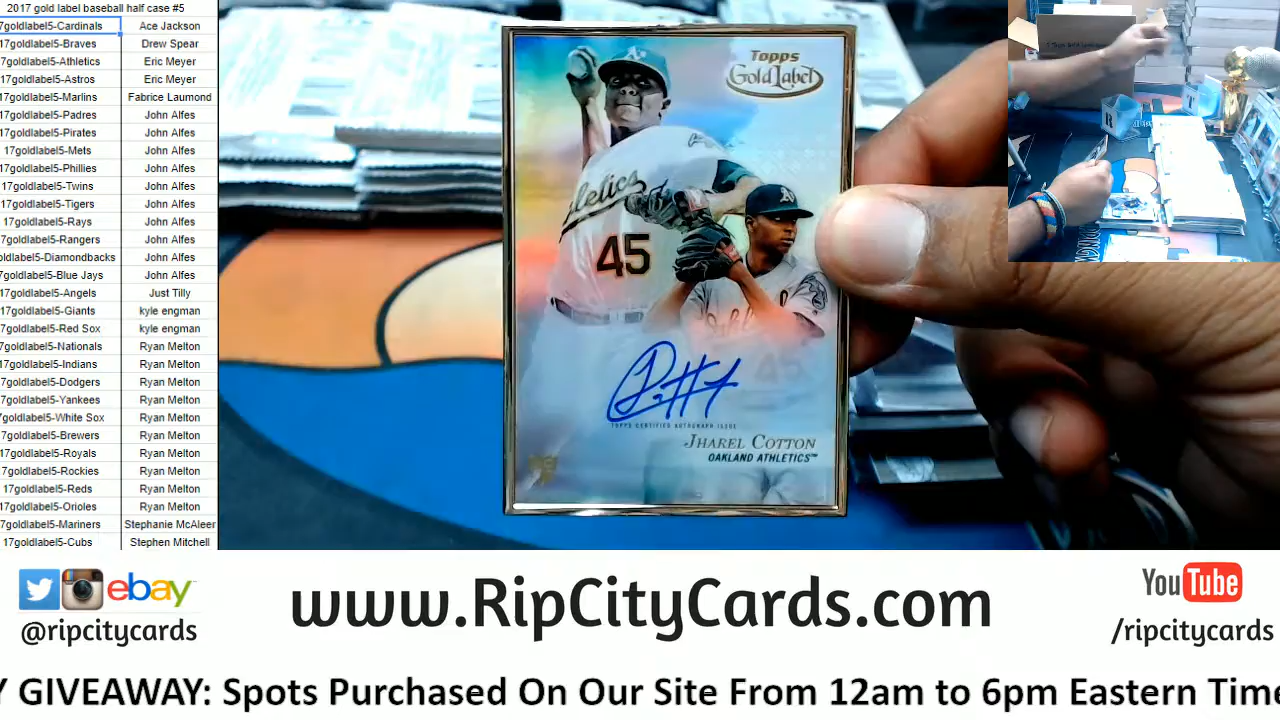 2017 gold label baseball half case #5
7goldlabel5-Cardinals Ace Jackson
17goldlabel5-Braves Drew Spear
7goldlabel5-Athletics Eric Meyer
17goldlabel5-Astros Eric Meyer
17goldlabel5-Marlins Fabrice Laumond
17goldlabel5-Padres John Alfes
17goldlabel5-Pirates John Alfes
17goldlabel5-Mets John Alfes
17goldlabel5-Phillies John Alfes
17goldlabel5-Twins John Alfes
17goldlabel5-Tigers John Alfes
17goldlabel5-Rays John Alfes
17goldlabel5-Rangers John Alfes
oldlabel5-Diamondbacks John Alfes
7goldlabel5-Blue Jays John Alfes
17goldlabel5-Angels Just Tilly
17goldlabel5-Giants kyle engman
7goldlabel5-Red Sox kyle engman
7goldlabel5-Nationals Ryan Melton
17goldlabel5-Indians Ryan Melton
7goldlabel5-Dodgers Ryan Melton
7goldlabel5-Yankees Ryan Melton
7goldlabel5-White Sox Ryan Melton
7goldlabel5-Brewers Ryan Melton
17goldlabel5-Royals Ryan Melton
7goldlabel5-Rockies Ryan Melton
17goldlabel5-Reds Ryan Melton
17goldlabel5-Orioles Ryan Melton
7goldlabel5-Mariners Stephanie McAleer
17goldlabel5-Cubs Stephen Mitchell
Topps
Gold Label
A's
thletics
45
TOPPS CERTIFIED AUTOGRAPH ISSUE
JHAREL COTTON
OAKLAND ATHLETICS™
RC
ebay™
@ripcitycards
www.RipCityCards.com
YouTube
/ripcitycards
Y GIVEAWAY: Spots Purchased On Our Site From 12am to 6pm Eastern Time